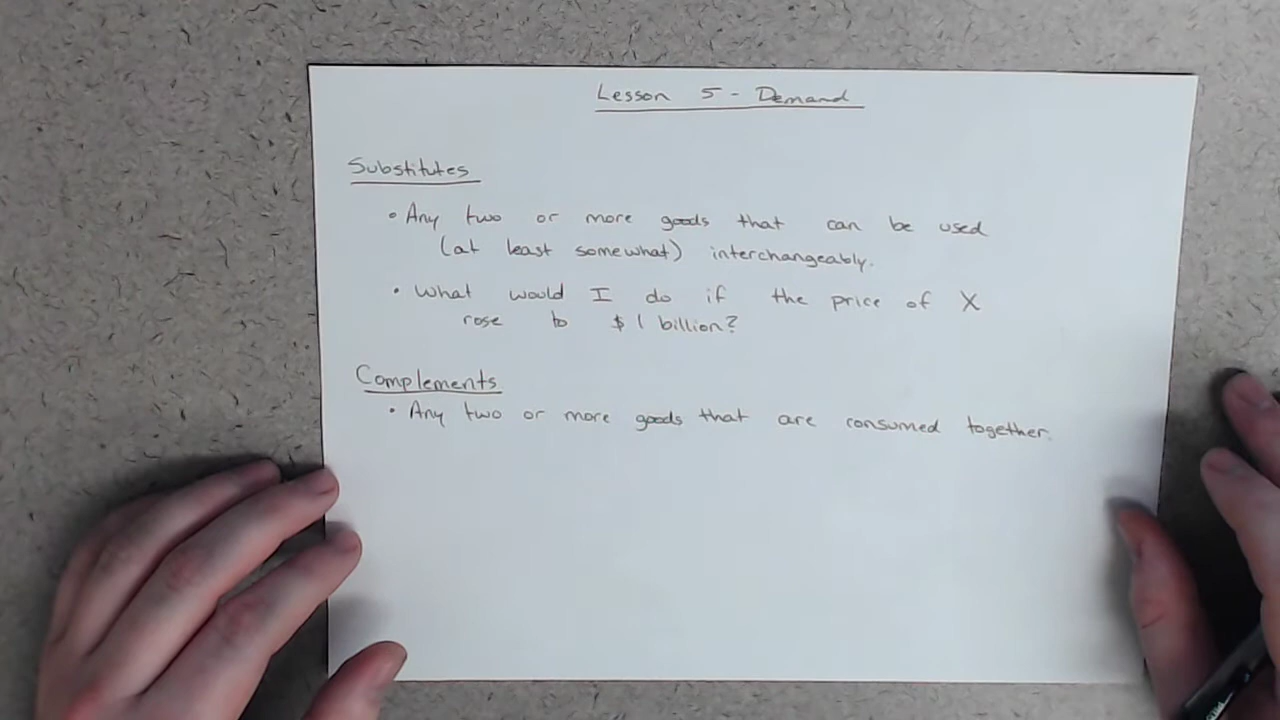 Lesson 5 - Demand
Substitutes
• Any two or more goods that can be used
(at least somewhat) interchangeably.
• What would I do if the price of X
rose to $ 1 billion?
Complements
• Any two or more goods that are consumed together.